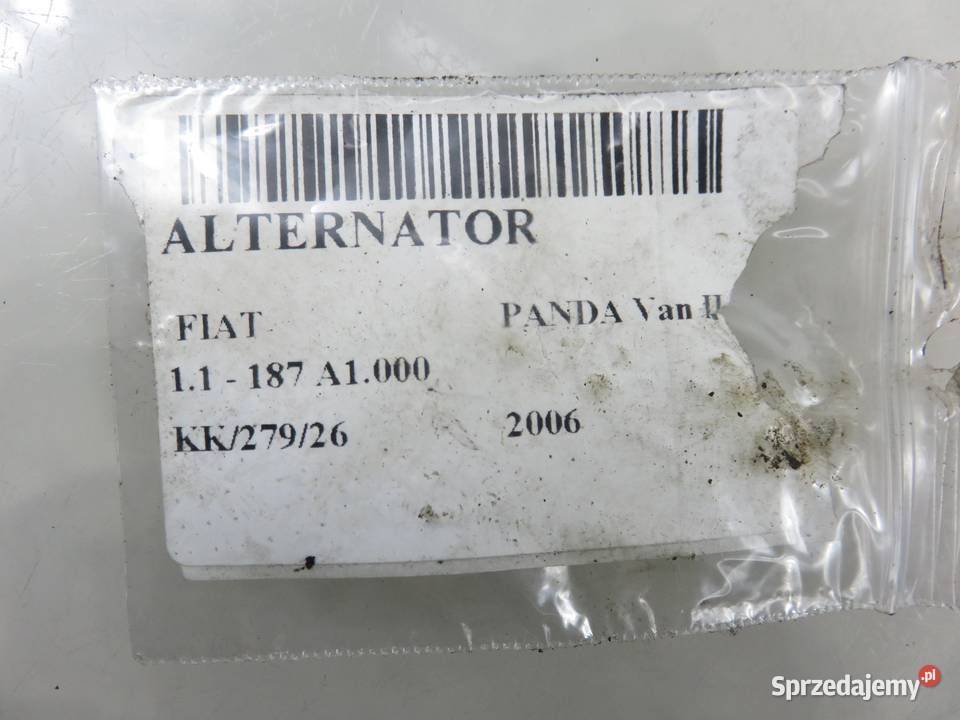 ALTERNATOR
FIAT PANDA Van II
1.1 - 187 A1.000
KK/279/26 2006
Sprzedajemy.pl